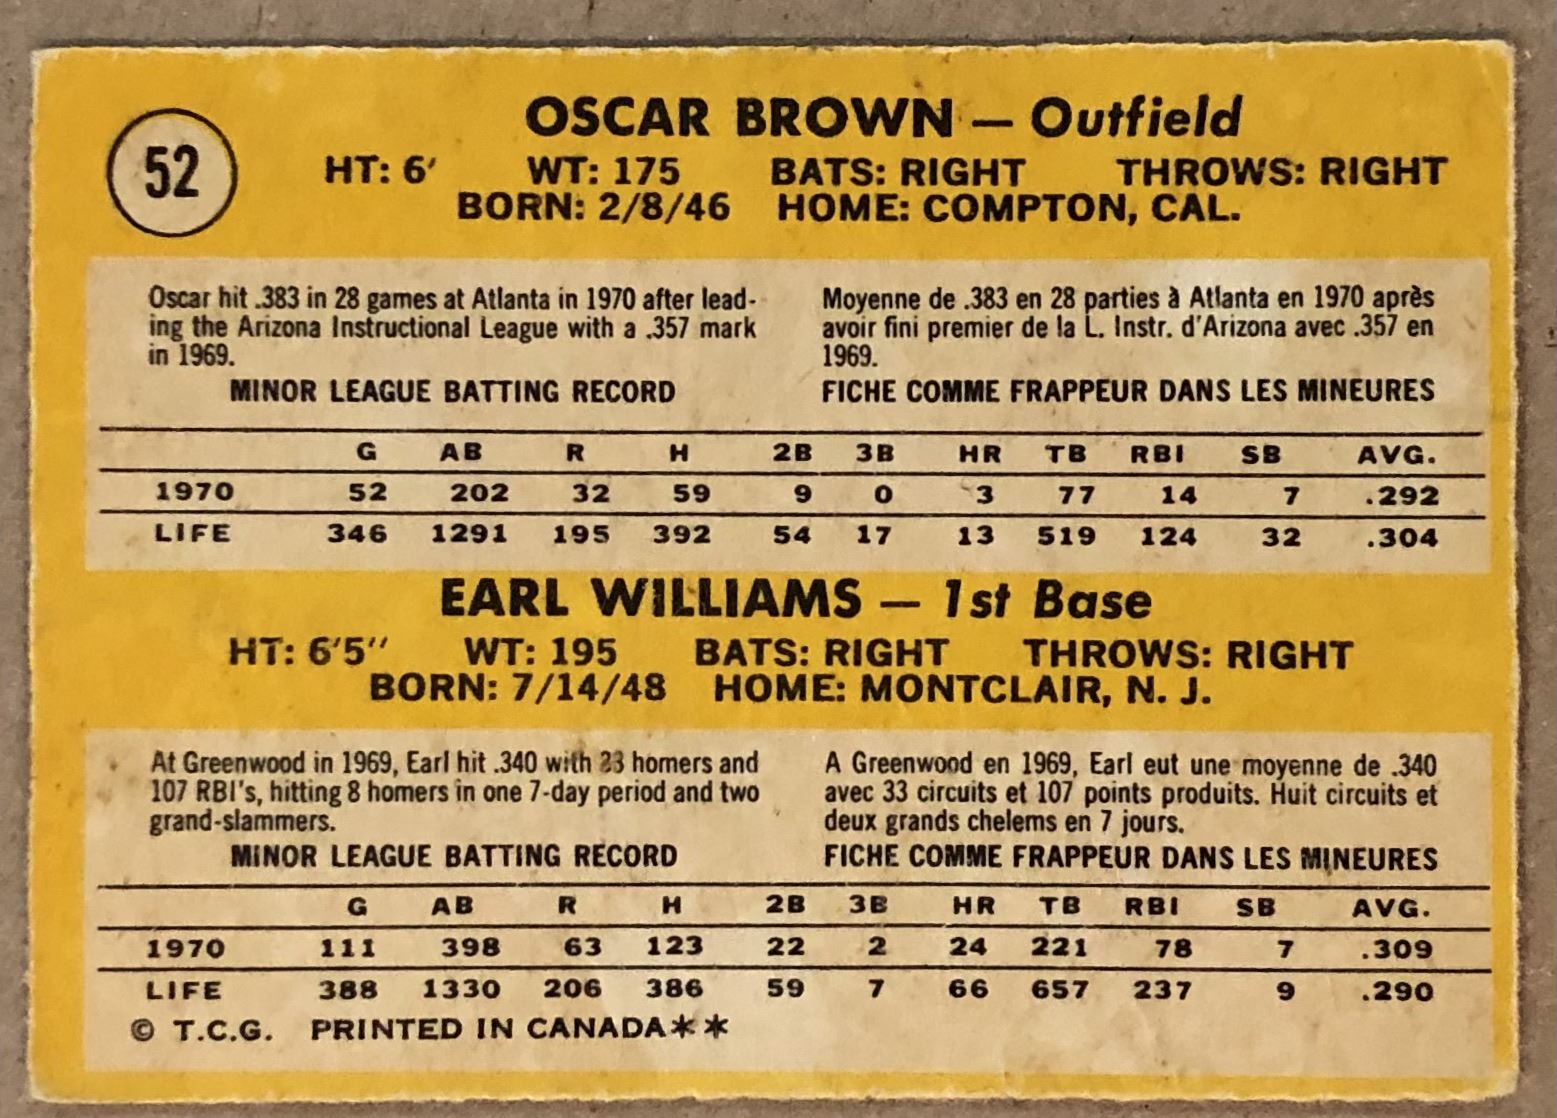 52
OSCAR BROWN — Outfield
HT: 6' WT: 175 BATS: RIGHT THROWS: RIGHT
BORN: 2/8/46 HOME: COMPTON, CAL.
Oscar hit .383 in 28 games at Atlanta in 1970 after lead-
ing the Arizona Instructional League with a .357 mark
in 1969.
Moyenne de .383 en 28 parties à Atlanta en 1970 après
avoir fini premier de la L. Instr. d'Arizona avec .357 en
1969.
MINOR LEAGUE BATTING RECORD FICHE COMME FRAPPEUR DANS LES MINEURES
G AB R H 2B 3B HR TB RBI SB AVG.
1970 52 202 32 59 9 0 3 77 14 7 .292
LIFE 346 1291 195 392 54 17 13 519 124 32 .304
EARL WILLIAMS — 1st Base
HT: 6'5" WT: 195 BATS: RIGHT THROWS: RIGHT
BORN: 7/14/48 HOME: MONTCLAIR, N. J.
At Greenwood in 1969, Earl hit .340 with homers and
107 RBI's, hitting 8 homers in one 7-day period and two
grand-slammers.
A Greenwood en 1969, Earl eut une moyenne de .340
avec 33 circuits et 107 points produits. Huit circuits et
deux grands chelems en 7 jours.
MINOR LEAGUE BATTING RECORD FICHE COMME FRAPPEUR DANS LES MINEURES
G AB R H 2B 3B HR TB RBI SB AVG.
1970 111 398 63 123 22 2 24 221 78 7 .309
LIFE 388 1330 206 386 59 7 66 657 237 9 .290
© T.C.G. PRINTED IN CANADA**